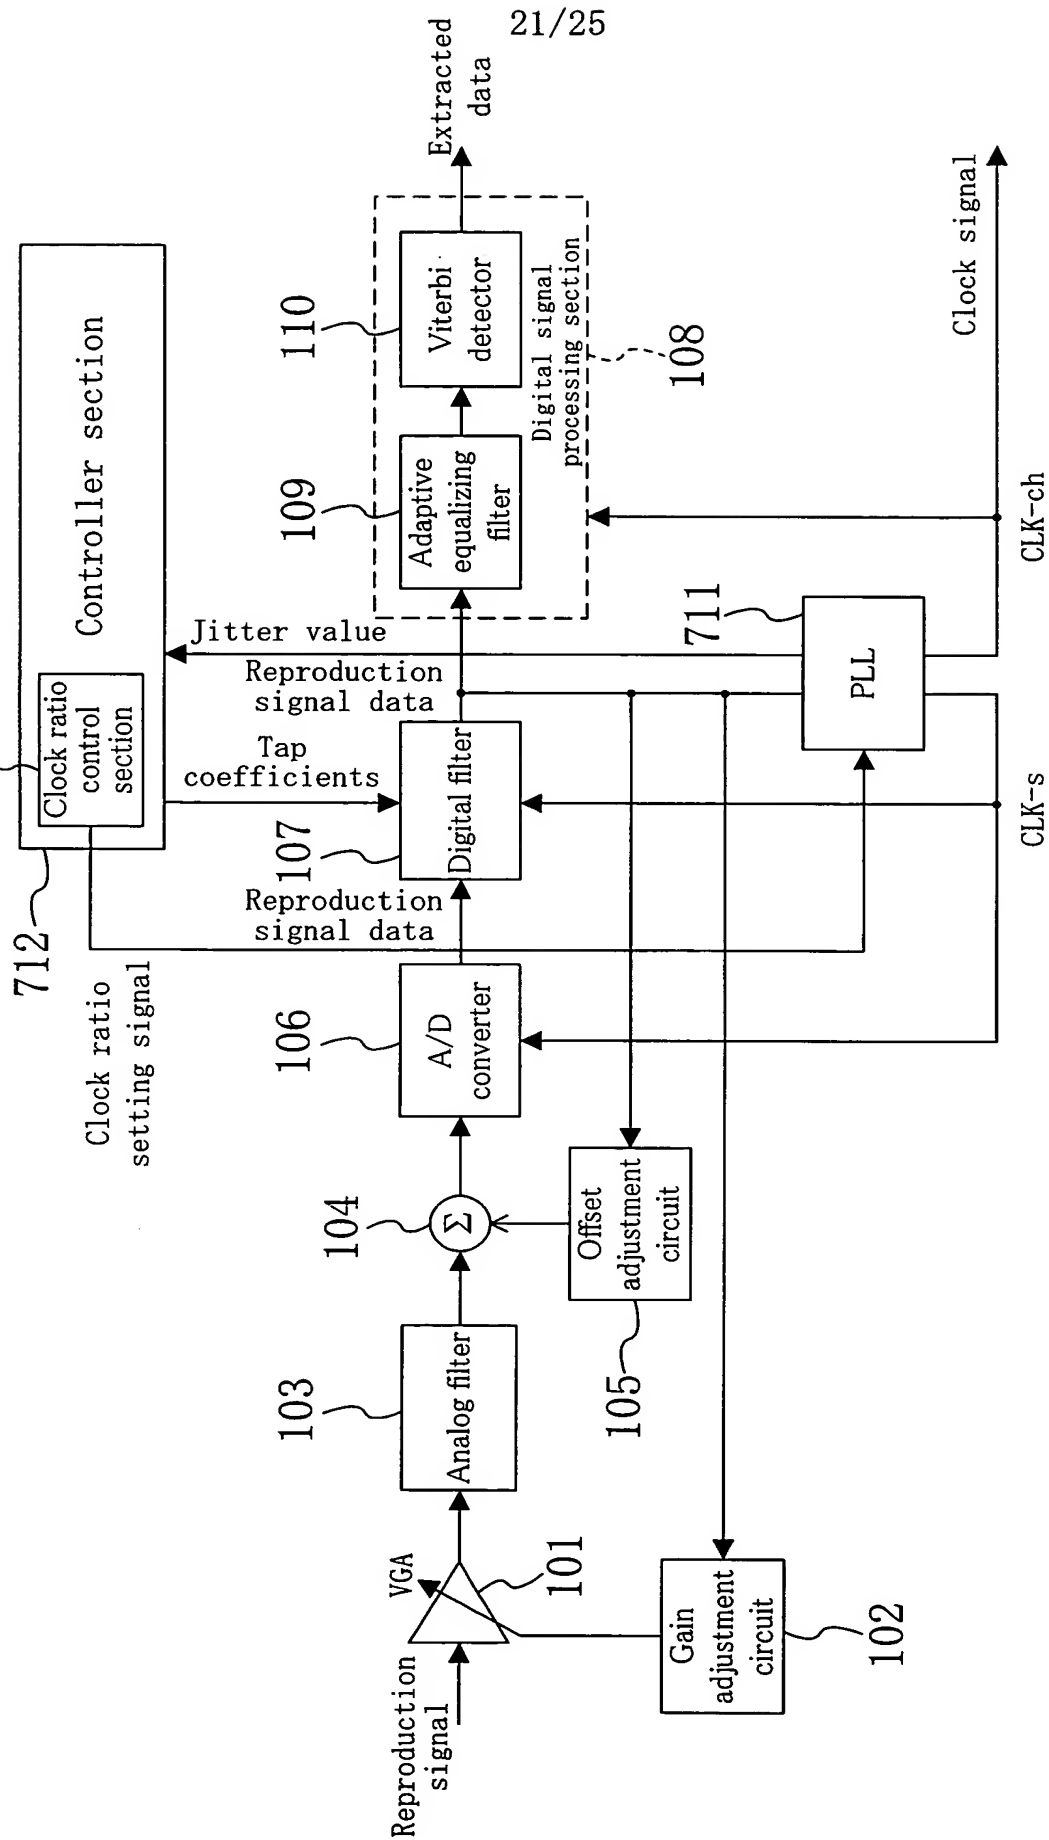 21/25
712
Controller section
Clock ratio
control
section
Clock ratio
setting signal
Jitter value
Tap
coefficients
Reproduction
signal data
Reproduction
signal data
Reproduction
signal
VGA
101
Gain
adjustment
circuit
102
103
Analog filter
104
Σ
Offset
adjustment
circuit
105
106
A/D
converter
107
Digital filter
109
Adaptive
equalizing
filter
110
Viterbi
detector
Digital signal
processing section
108
Extracted
data
711
PLL
CLK-s
CLK-ch
Clock signal